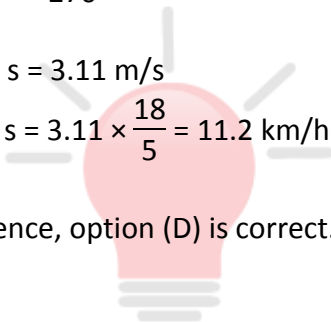 s = 3.11 m/s
s = 3.11 × 18/5 = 11.2 km/h
ence, option (D) is correct.